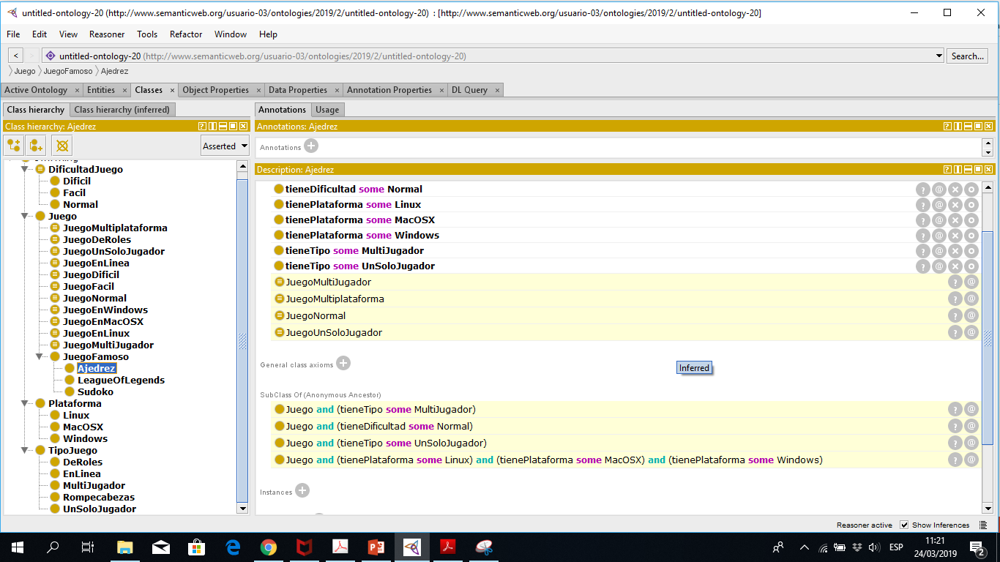 untitled-ontology-20 (http://www.semanticweb.org/usuario-03/ontologies/2019/2/untitled-ontology-20) : [http://www.semanticweb.org/usuario-03/ontologies/2019/2/untitled-ontology-20]
File Edit View Reasoner Tools Refactor Window Help
< > untitled-ontology-20 (http://www.semanticweb.org/usuario-03/ontologies/2019/2/untitled-ontology-20) Search...
Juego JuegoFamoso Ajedrez
Active Ontology × Entities × Classes × Object Properties × Data Properties × Annotation Properties × DL Query ×
Class hierarchy Class hierarchy (inferred)
Class hierarchy: Ajedrez
Asserted
DificultadJuego
Dificil
Facil
Normal
Juego
JuegoMultiplataforma
JuegoDeRoles
JuegoUnSoloJugador
JuegoEnLinea
JuegoDificil
JuegoFacil
JuegoNormal
JuegoEnWindows
JuegoEnMacOSX
JuegoEnLinux
JuegoMultiJugador
JuegoFamoso
Ajedrez
LeagueOfLegends
Sudoko
Plataforma
Linux
MacOSX
Windows
TipoJuego
DeRoles
EnLinea
MultiJugador
Rompecabezas
UnSoloJugador
Annotations Usage
Annotations: Ajedrez
Annotations
Description: Ajedrez
tieneDificultad some Normal
tienePlataforma some Linux
tienePlataforma some MacOSX
tienePlataforma some Windows
tieneTipo some MultiJugador
tieneTipo some UnSoloJugador
JuegoMultiJugador
JuegoMultiplataforma
JuegoNormal
JuegoUnSoloJugador
General class axioms
Inferred
SubClass Of (Anonymous Ancestor)
Juego and (tieneTipo some MultiJugador)
Juego and (tieneDificultad some Normal)
Juego and (tieneTipo some UnSoloJugador)
Juego and (tienePlataforma some Linux) and (tienePlataforma some MacOSX) and (tienePlataforma some Windows)
Instances
Reasoner active Show Inferences
ESP
11:21
24/03/2019
2